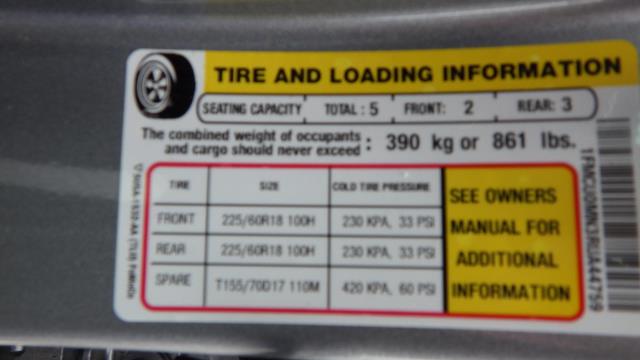 TIRE AND LOADING INFORMATION
SEATING CAPACITY TOTAL : 5 FRONT: 2 REAR: 3
The combined weight of occupants
and cargo should never exceed : 390 kg or 861 lbs.
TIRE SIZE COLD TIRE PRESSURE
FRONT 225/60R18 100H 230 KPA, 33 PSI
REAR 225/60R18 100H 230 KPA, 33 PSI
SPARE T155/70D17 110M 420 KPA, 60 PSI
SEE OWNERS
MANUAL FOR
ADDITIONAL
INFORMATION